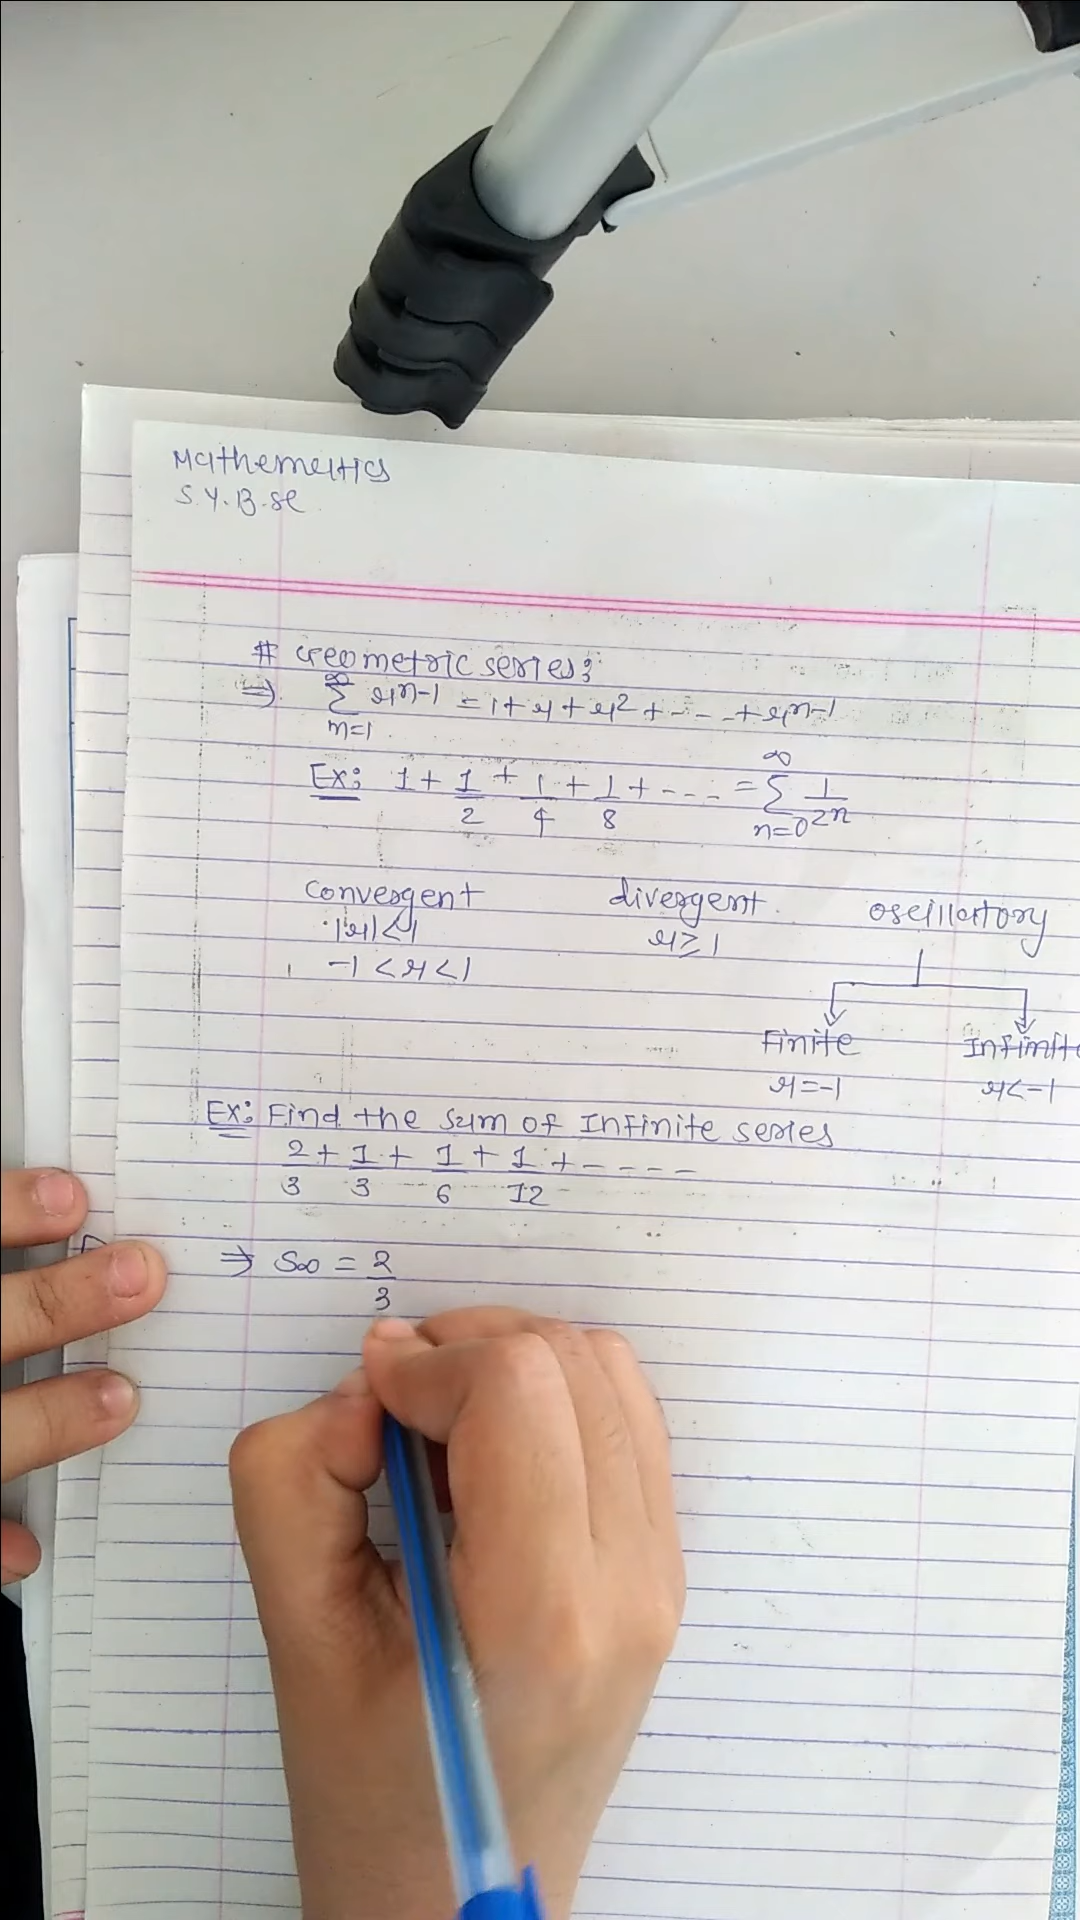 Mathematics
S.Y.B.sc
# Geometric series:
⇒ ∞∑n=1 r^n-1 = 1 + r + r^2 + - - - + r^n-1
Ex: 1 + 1/2 + 1/4 + 1/8 + - - - = ∞∑n=0 1/2^n
convergent divergent oscillatory
|r|<1 r≥1
-1 < r < 1
Finite Infinite
r=-1 r<-1
Ex: Find the sum of Infinite series
2/3 + 1/3 + 1/6 + 1/12 + - - - -
⇒ S∞ = 2/3